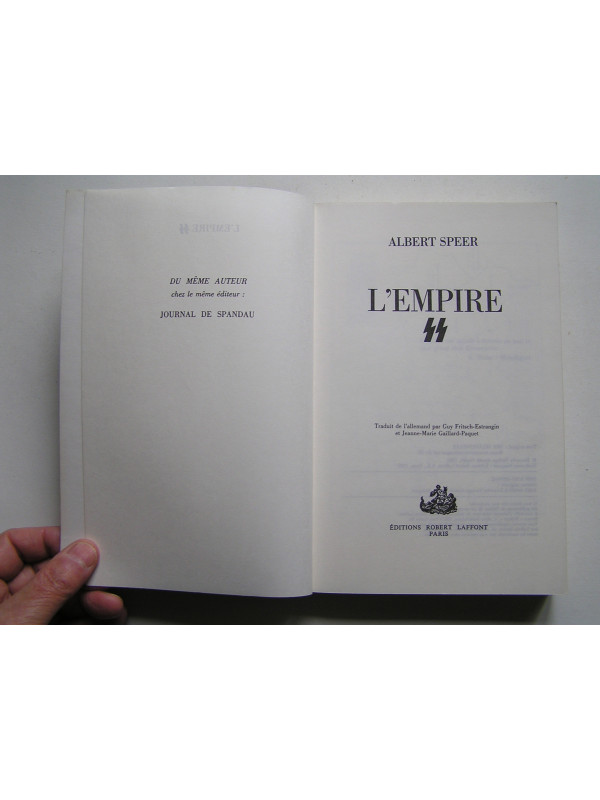 DU MÊME AUTEUR
chez le même éditeur :
JOURNAL DE SPANDAU
ALBERT SPEER
L'EMPIRE
SS
Traduit de l'allemand par Guy Fritsch-Estrangin
et Jeanne-Marie Gaillard-Paquet
ÉDITIONS ROBERT LAFFONT
PARIS